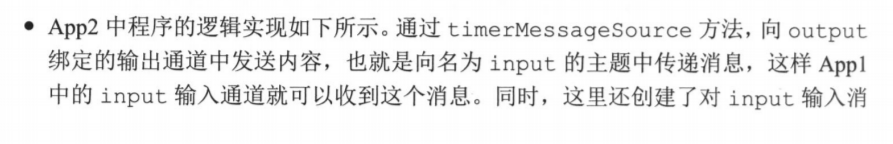 • App2 中程序的逻辑实现如下所示。通过 timerMessageSource 方法，向 output
绑定的输出通道中发送内容，也就是向名为 input 的主题中传递消息，这样 App1
中的 input 输入通道就可以收到这个消息。同时，这里还创建了对 input 输入消